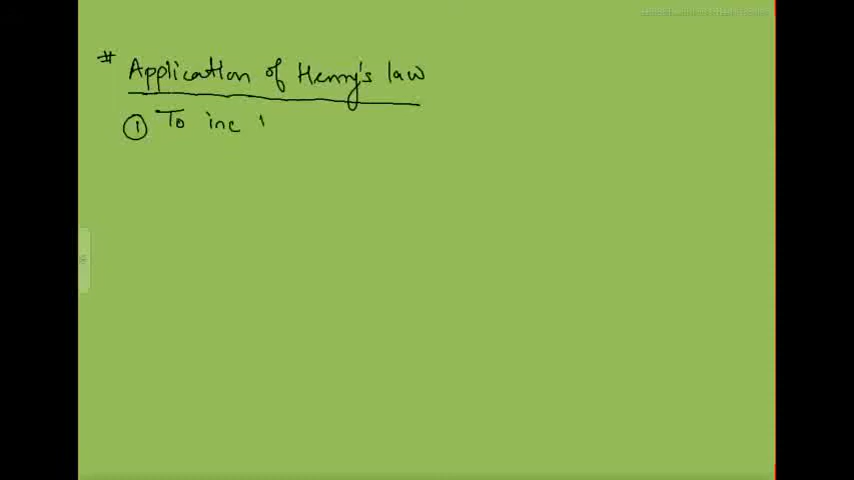 # Application of Henry's law
① To inc